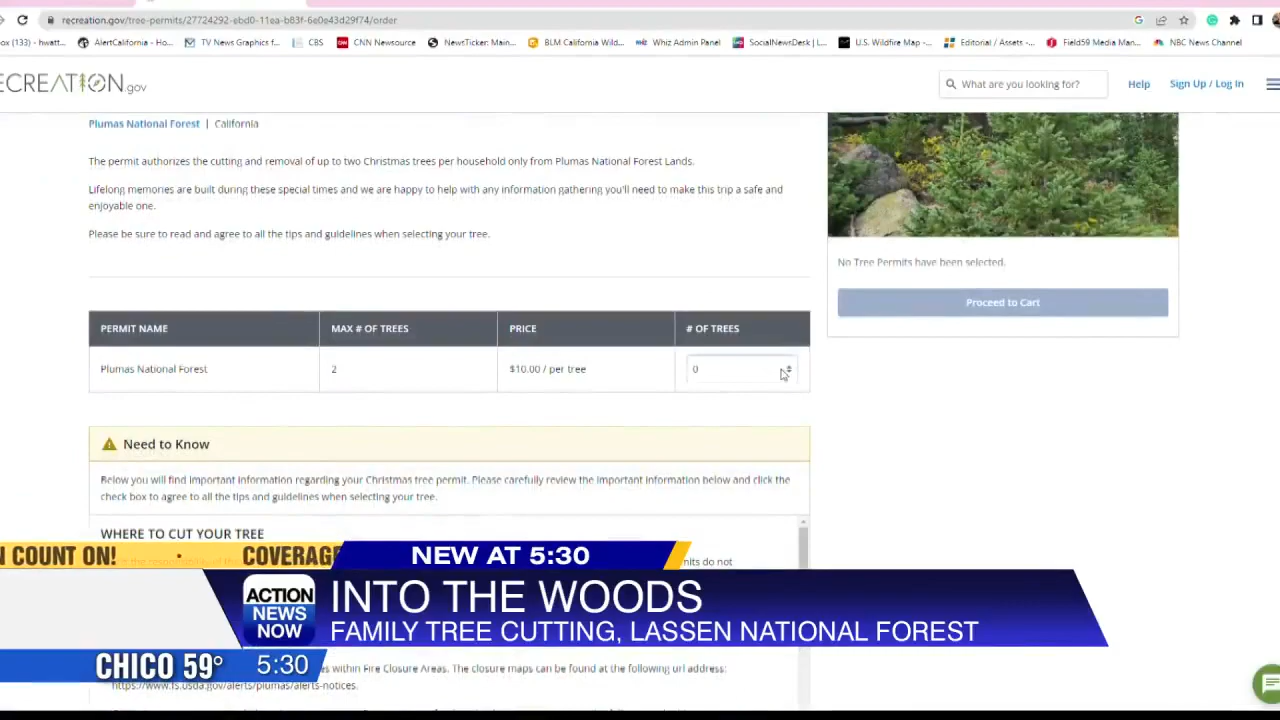 recreation.gov/tree-permits/27724292-ebd0-11ea-b83f-6e0e43d29f74/order
ox (133) - hwatt...
AlertCalifornia - Ho...
TV News Graphics f...
CBS
CNN Newsource
NewsTicker: Main...
BLM California Wild...
Whiz Admin Panel
SocialNewsDesk | L...
U.S. Wildfire Map -...
Editorial / Assets -...
Field59 Media Man...
NBC News Channel
ECREATION.gov
What are you looking for?
Help
Sign Up / Log In
Plumas National Forest | California
The permit authorizes the cutting and removal of up to two Christmas trees per household only from Plumas National Forest Lands.
Lifelong memories are built during these special times and we are happy to help with any information gathering you'll need to make this trip a safe and
enjoyable one.
Please be sure to read and agree to all the tips and guidelines when selecting your tree.
No Tree Permits have been selected.
Proceed to Cart
PERMIT NAME
MAX # OF TREES
PRICE
# OF TREES
Plumas National Forest
2
$10.00 / per tree
0
Need to Know
Below you will find important information regarding your Christmas tree permit. Please carefully review the important information below and click the
check box to agree to all the tips and guidelines when selecting your tree.
WHERE TO CUT YOUR TREE
nits do not
N COUNT ON!
COVERAGE
NEW AT 5:30
ACTION
NEWS
NOW
INTO THE WOODS
FAMILY TREE CUTTING, LASSEN NATIONAL FOREST
CHICO 59°
5:30
within Fire Closure Areas. The closure maps can be found at the following url address:
https://www.fs.usda.gov/alerts/plumas/alerts-notices.